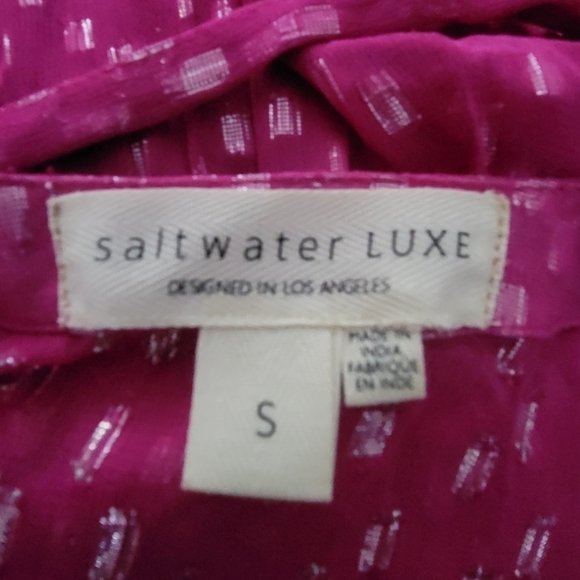 saltwater LUXE
DESIGNED IN LOS ANGELES
S
MADE IN
INDIA
FABRIQUE
EN INDE